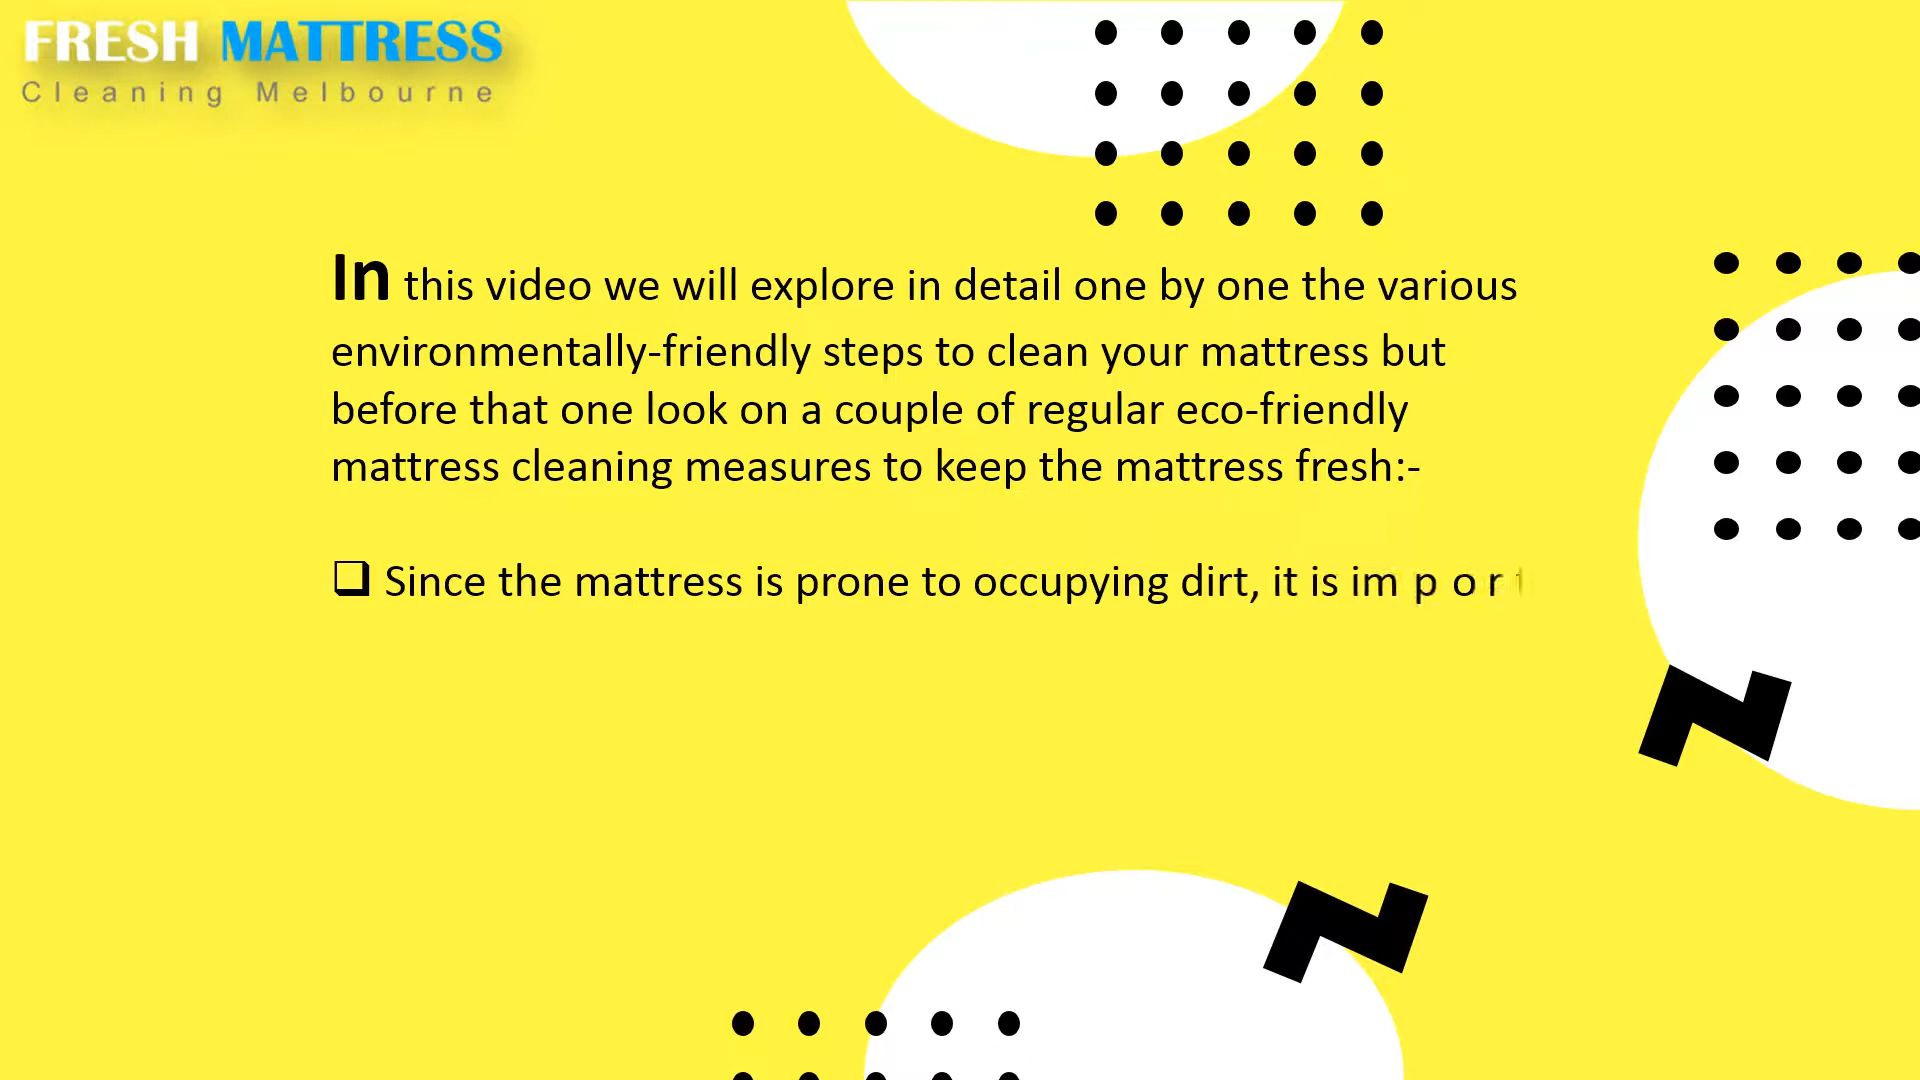 FRESH MATTRESS
Cleaning Melbourne
In this video we will explore in detail one by one the various
environmentally-friendly steps to clean your mattress but
before that one look on a couple of regular eco-friendly
mattress cleaning measures to keep the mattress fresh:-
❑ Since the mattress is prone to occupying dirt, it is im p o r